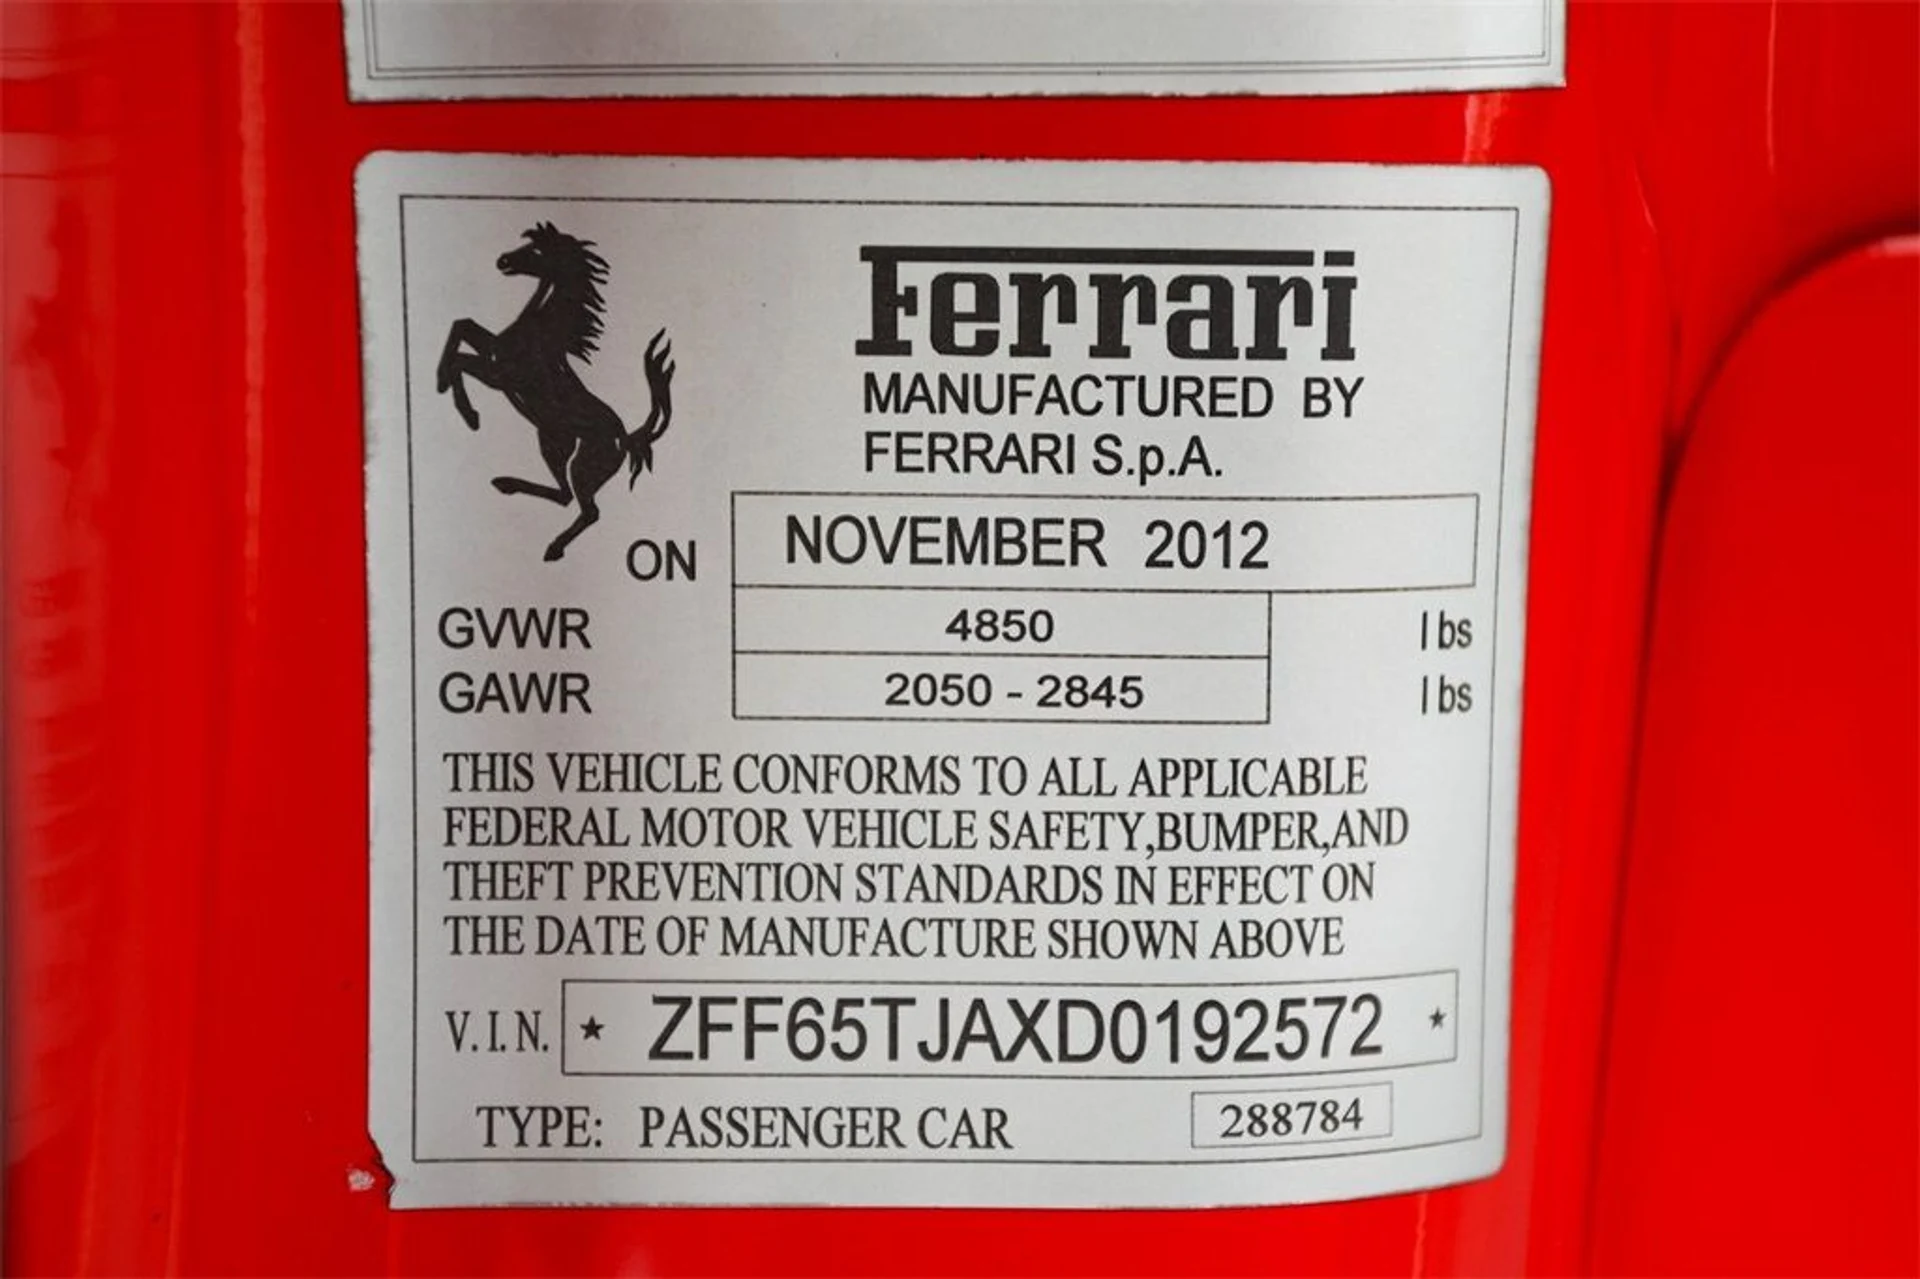 Ferrari
MANUFACTURED BY
FERRARI S.p.A.
ON NOVEMBER 2012
GVWR 4850 lbs
GAWR 2050 - 2845 lbs
THIS VEHICLE CONFORMS TO ALL APPLICABLE
FEDERAL MOTOR VEHICLE SAFETY,BUMPER,AND
THEFT PREVENTION STANDARDS IN EFFECT ON
THE DATE OF MANUFACTURE SHOWN ABOVE
V.I.N. ★ ZFF65TJAXD0192572 ★
TYPE: PASSENGER CAR 288784